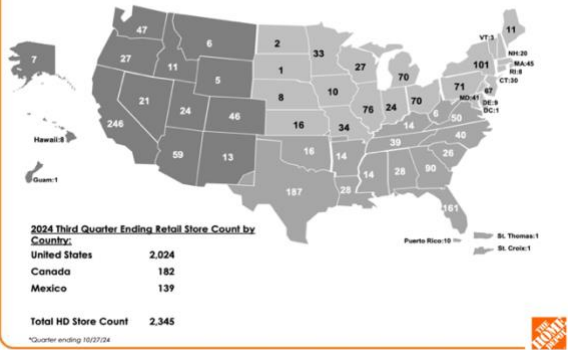 47
6
2
33
11
VT:3
NH:20
MA:45
RI:8
CT:30
7
27
11
5
1
27
70
101
71
67
MD:41
DE:9
DC:1
8
10
21
24
46
76
24
70
6
50
246
16
34
14
40
Hawaii:8
59
13
16
14
39
26
Guam:1
187
28
14
28
90
161
Puerto Rico:10
St. Thomas:1
St. Croix:1
2024 Third Quarter Ending Retail Store Count by
Country:
United States 2,024
Canada 182
Mexico 139
Total HD Store Count 2,345
*Quarter ending 10/27/24
THE
HOME
DEPOT